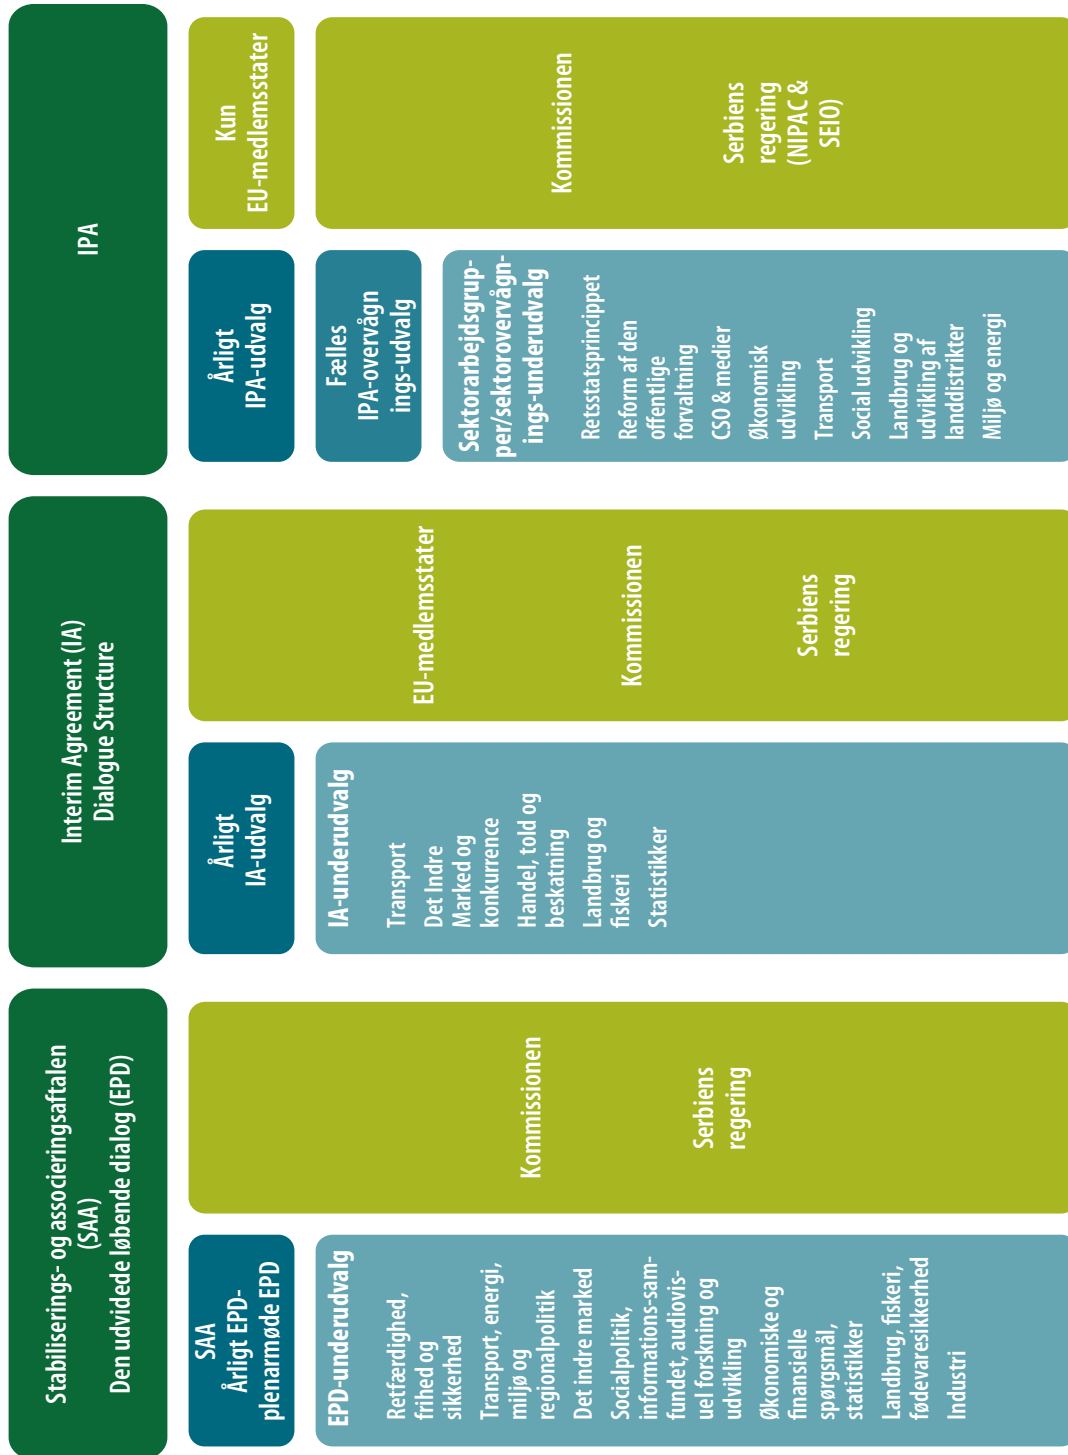 Stabiliserings- og associeringsaftalen
(SAA)
Den udvidede løbende dialog (EPD)
SAA
Årligt EPD-
plenarmøde EPD
EPD-underudvalg
Retfærdighed,
frihed og
sikkerhed
Transport, energi,
miljø og
regionalpolitik
Det indre marked
Socialpolitik,
informations-sam-
fundet, audiovis-
uel forskning og
udvikling
Økonomiske og
finansielle
spørgsmål,
statistikker
Landbrug, fiskeri,
fødevaresikkerhed
Industri
Kommissionen
Serbiens
regering
Interim Agreement (IA)
Dialogue Structure
Årligt
IA-udvalg
IA-underudvalg
Transport
Det Indre
Marked og
konkurrence
Handel, told og
beskatning
Landbrug og
fiskeri
Statistikker
EU-medlemsstater
Kommissionen
Serbiens
regering
IPA
Årligt
IPA-udvalg
Fælles
IPA-overvågn
ings-udvalg
Sektorarbejdsgrup-
per/sektorovervågn-
ings-underudvalg
Retsstatsprincippet
Reform af den
offentlige
forvaltning
CSO & medier
Økonomisk
udvikling
Transport
Social udvikling
Landbrug og
udvikling af
landdistrikter
Miljø og energi
Kun
EU-medlemsstater
Kommissionen
Serbiens
regering
(NIPAC &
SEIO)